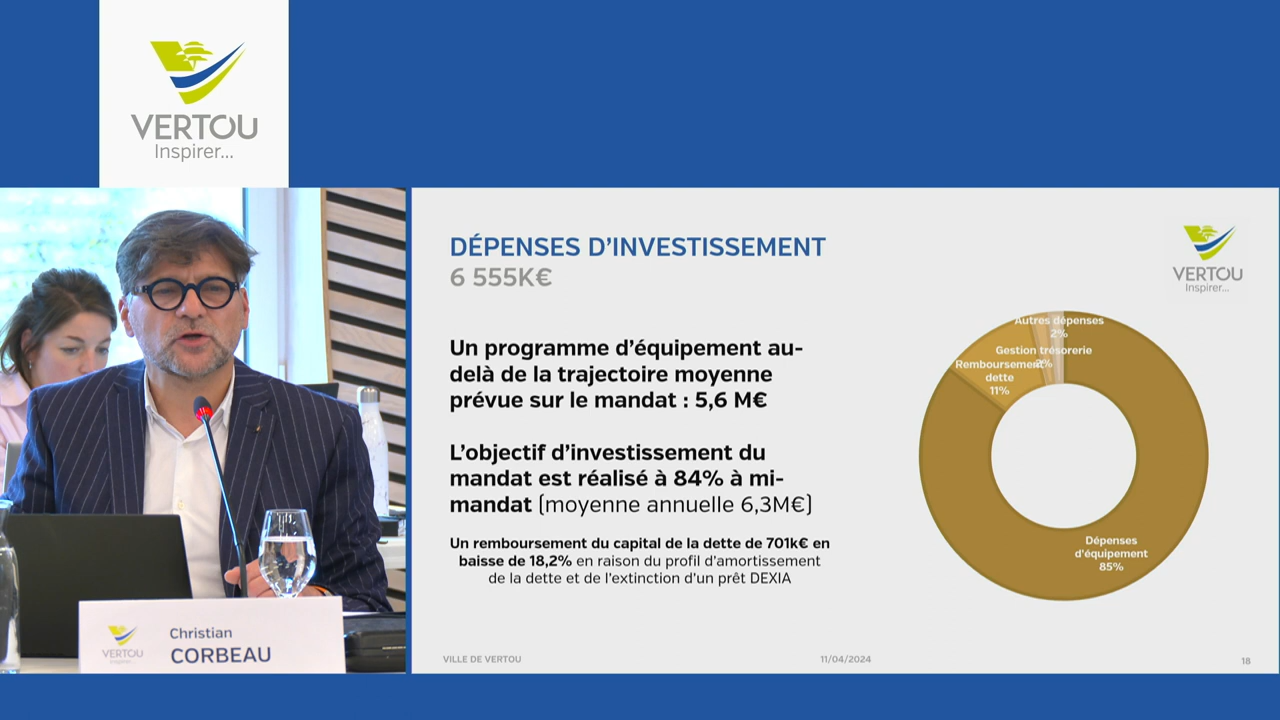 VERTOU
Inspirer...
DÉPENSES D'INVESTISSEMENT
6 555K€
VERTOU
Inspirer...
Un programme d'équipement au-
delà de la trajectoire moyenne
prévue sur le mandat : 5,6 M€
L'objectif d'investissement du
mandat est réalisé à 84% à mi-
mandat (moyenne annuelle 6,3M€)
Un remboursement du capital de la dette de 701k€ en
baisse de 18,2% en raison du profil d'amortissement
de la dette et de l'extinction d'un prêt DEXIA
Autres dépenses
2%
Gestion trésorerie
2%
Remboursement
dette
11%
Dépenses
d'équipement
85%
VILLE DE VERTOU
11/04/2024
18
VERTOU
Inspirer...
Christian
CORBEAU